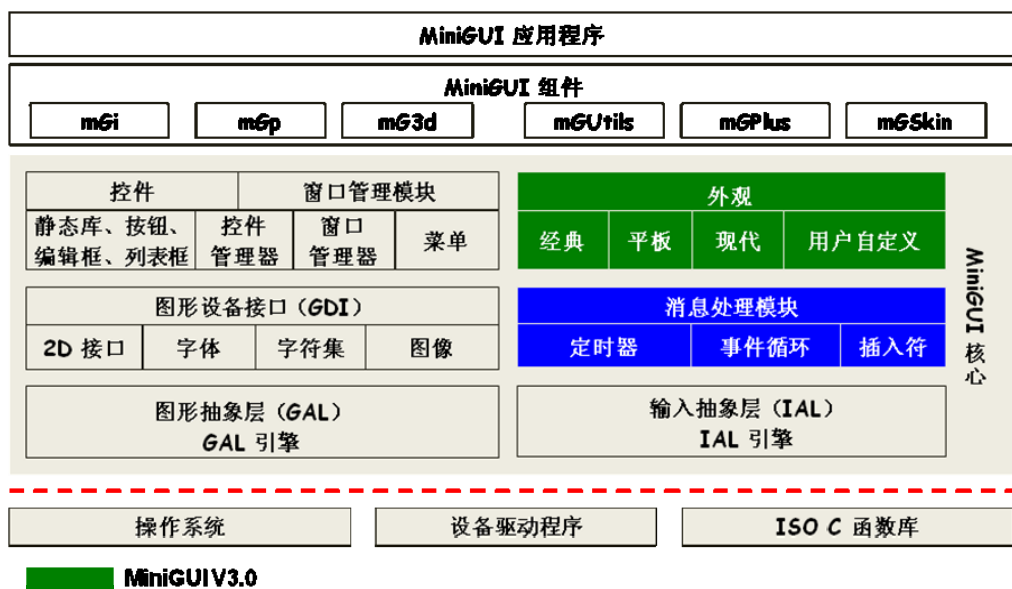 MiniGUI 应用程序
MiniGUI 组件
mGi
mGp
mG3d
mGUtils
mGPlus
mGSkin
控件
窗口管理模块
静态库、按钮、
编辑框、列表框
控件
管理器
窗口
管理器
菜单
外观
经典
平板
现代
用户自定义
图形设备接口（GDI）
2D 接口
字体
字符集
图像
消息处理模块
定时器
事件循环
插入符
图形抽象层（GAL）
GAL 引擎
输入抽象层（IAL）
IAL 引擎
MiniGUI 核心
操作系统
设备驱动程序
ISO C 函数库
MiniGUIV3.0